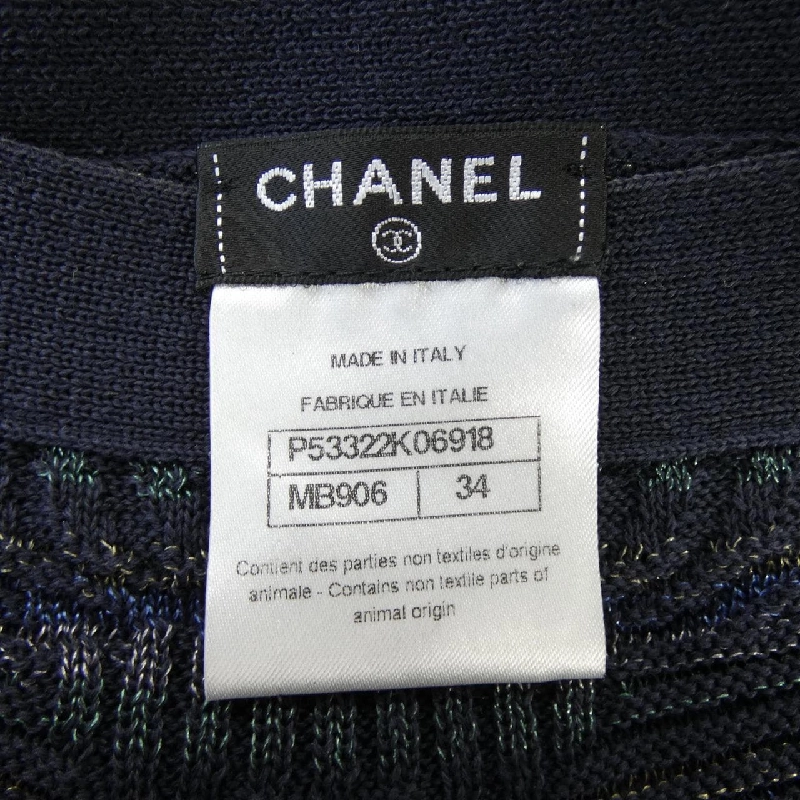 CHANEL
MADE IN ITALY
FABRIQUE EN ITALIE
P53322K06918
MB906 34
Contient des parties non textiles d'origine
animale - Contains non textile parts of
animal origin